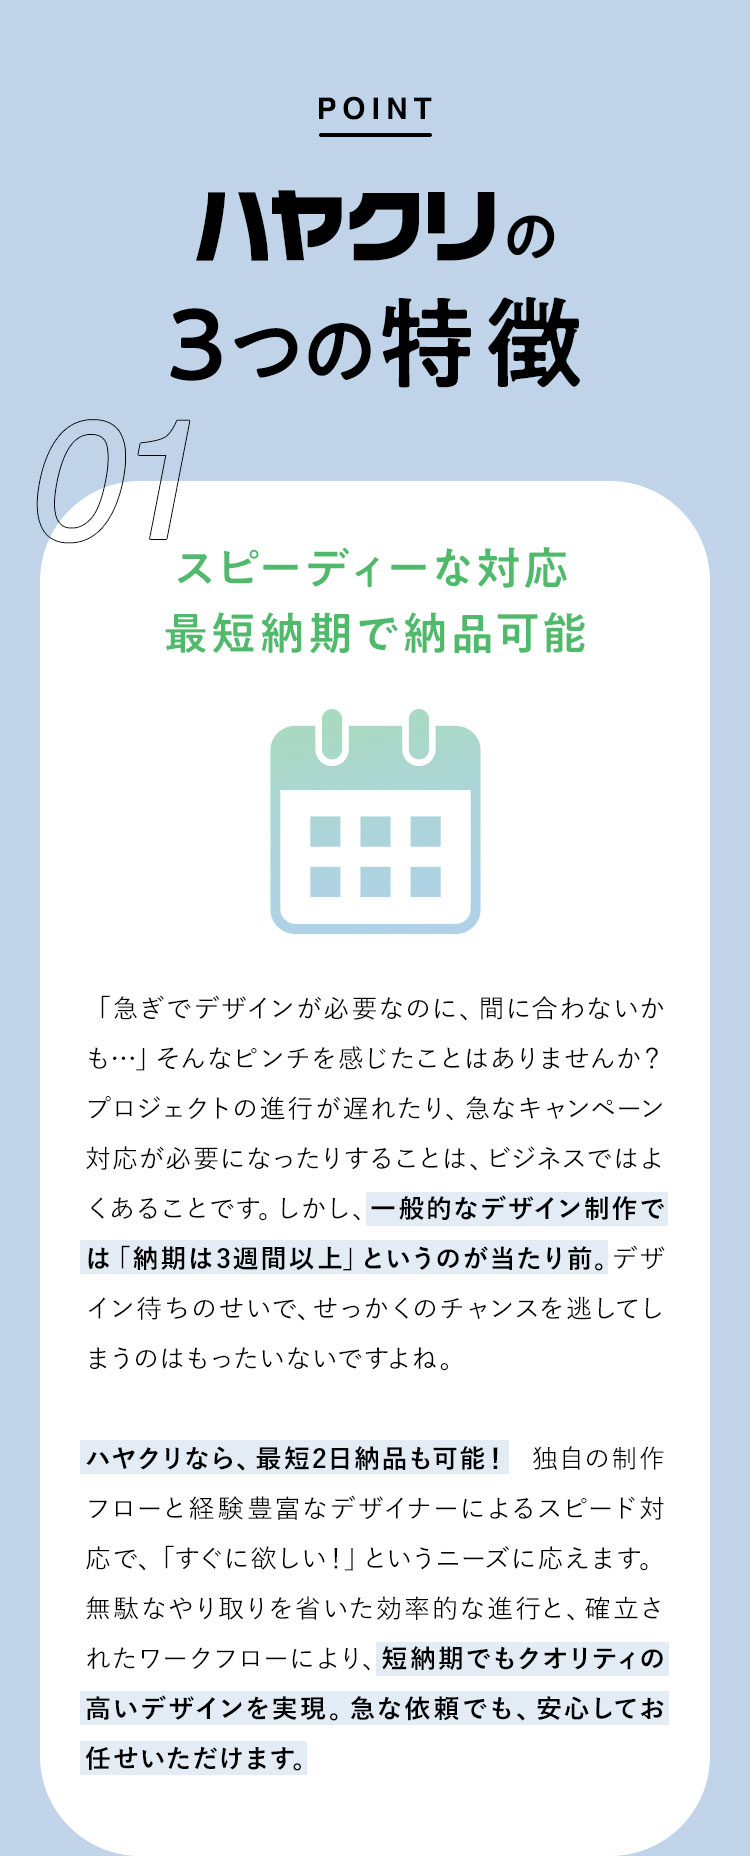 POINT
ハヤクリの
3つの特徴
01
スピーディーな対応
最短納期で納品可能
「急ぎでデザインが必要なのに、間に合わないか
も…」そんなピンチを感じたことはありませんか？
プロジェクトの進行が遅れたり、急なキャンペーン
対応が必要になったりすることは、ビジネスではよ
くあることです。しかし、一般的なデザイン制作で
は「納期は3週間以上」というのが当たり前。デザ
イン待ちのせいで、せっかくのチャンスを逃してし
まうのはもったいないですよね。
ハヤクリなら、最短2日納品も可能！　独自の制作
フローと経験豊富なデザイナーによるスピード対
応で、「すぐに欲しい！」というニーズに応えます。
無駄なやり取りを省いた効率的な進行と、確立さ
れたワークフローにより、短納期でもクオリティの
高いデザインを実現。急な依頼でも、安心してお
任せいただけます。